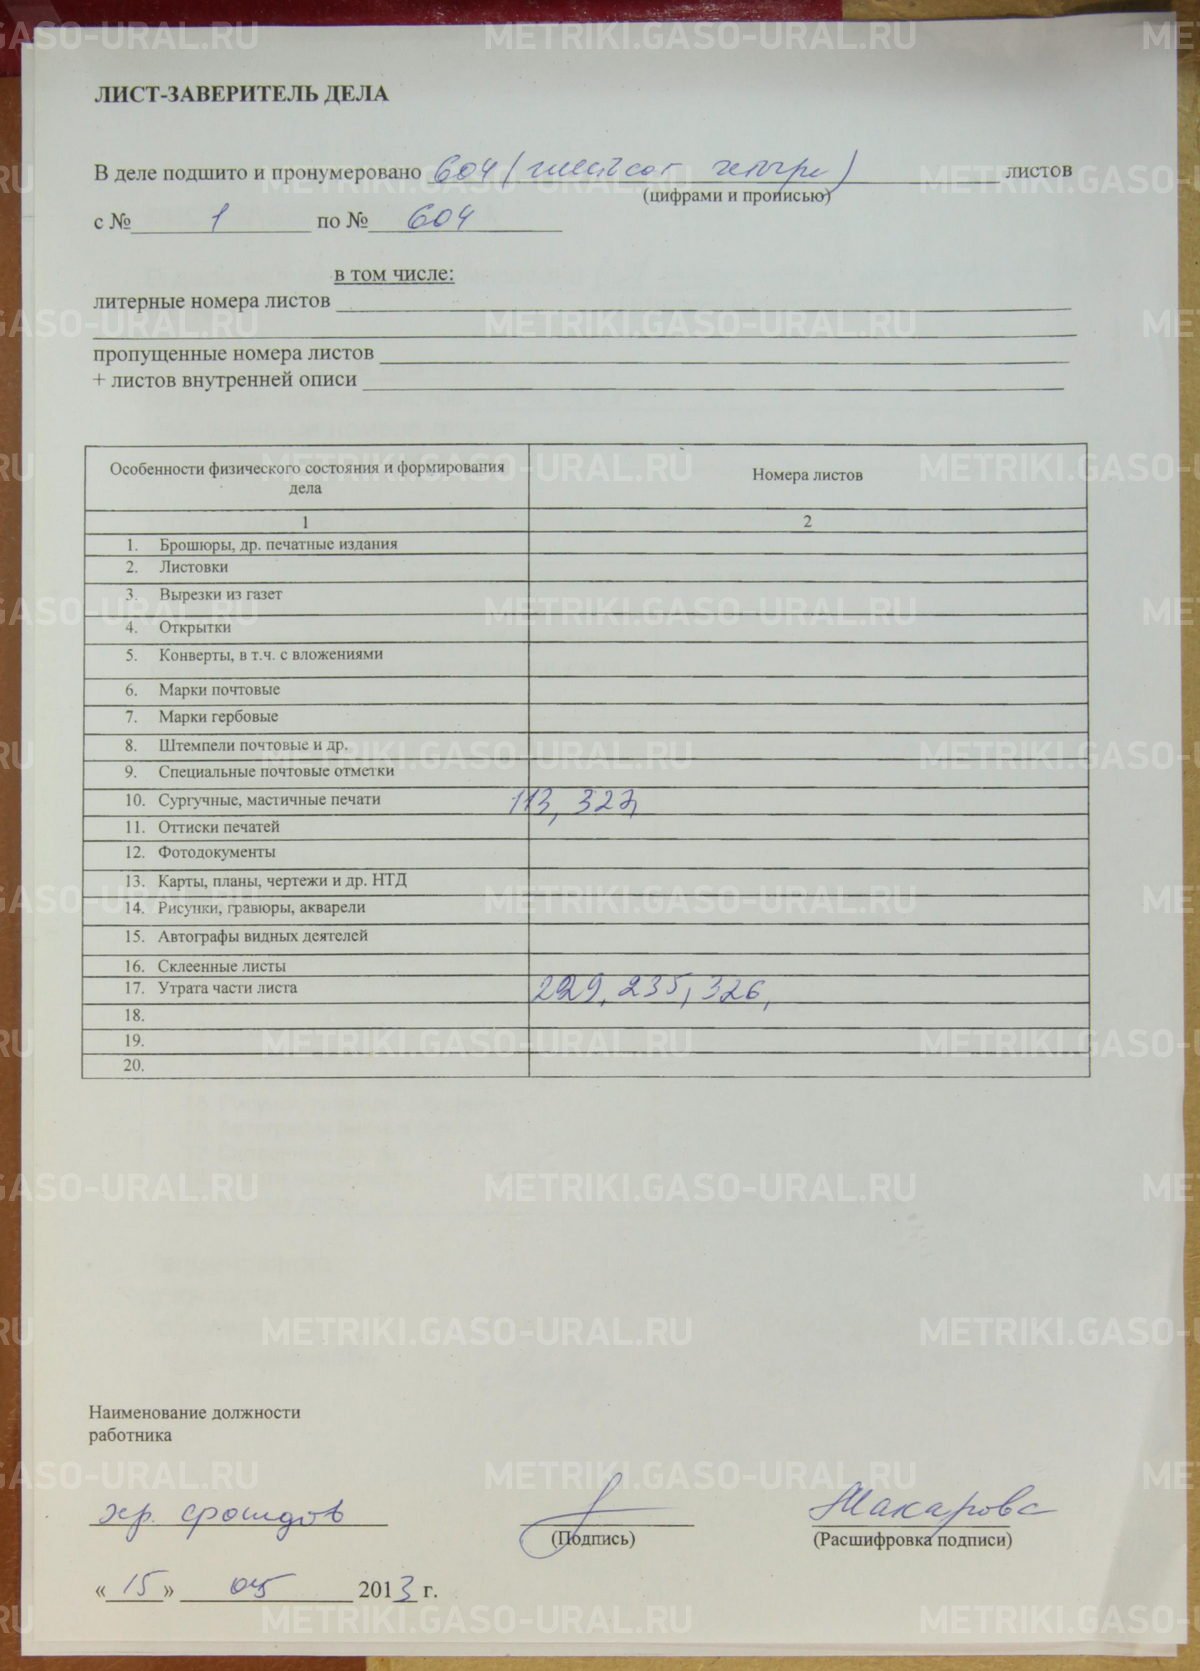 ЛИСТ-ЗАВЕРИТЕЛЬ ДЕЛА
В деле подшито и пронумеровано 604 (шестьсот четыре) листов
(цифрами и прописью)
с № 1 по № 604
в том числе:
литерные номера листов
пропущенные номера листов
+ листов внутренней описи
Особенности физического состояния и формирования дела Номера листов
1 2
1. Брошюры, др. печатные издания
2. Листовки
3. Вырезки из газет
4. Открытки
5. Конверты, в т.ч. с вложениями
6. Марки почтовые
7. Марки гербовые
8. Штемпели почтовые и др.
9. Специальные почтовые отметки
10. Сургучные, мастичные печати 113, 327,
11. Оттиски печатей
12. Фотодокументы
13. Карты, планы, чертежи и др. НТД
14. Рисунки, гравюры, акварели
15. Автографы видных деятелей
16. Склеенные листы
17. Утрата части листа 229, 235, 326,
18.
19.
20.
Наименование должности
работника
хр. фондов Макарова
(Подпись) (Расшифровка подписи)
«15» 2013 г.
METRIKI.GASO-URAL.RU